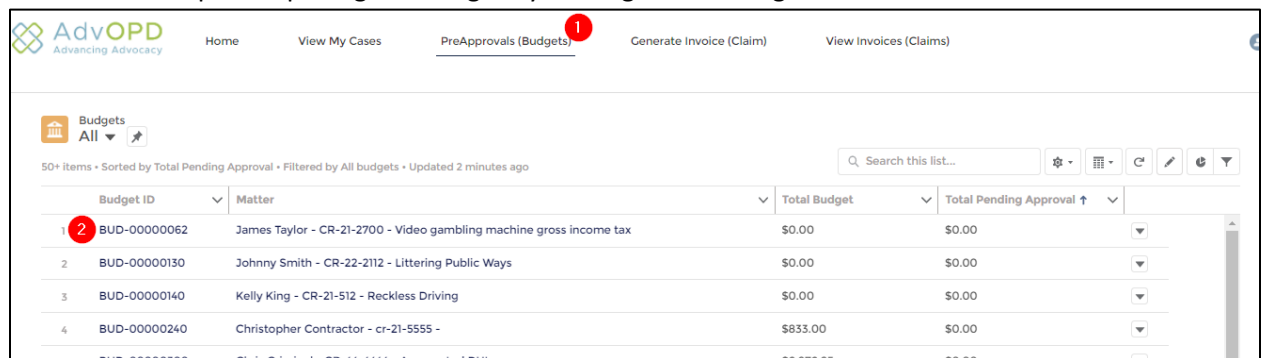 AdvOPD
Advancing Advocacy
Home View My Cases PreApprovals (Budgets) Generate Invoice (Claim) View Invoices (Claims)
1
Budgets
All
50+ items • Sorted by Total Pending Approval • Filtered by All budgets • Updated 2 minutes ago
Search this list...
Budget ID Matter Total Budget Total Pending Approval ↑
1 2 BUD-00000062 James Taylor - CR-21-2700 - Video gambling machine gross income tax $0.00 $0.00
2 BUD-00000130 Johnny Smith - CR-22-2112 - Littering Public Ways $0.00 $0.00
3 BUD-00000140 Kelly King - CR-21-512 - Reckless Driving $0.00 $0.00
4 BUD-00000240 Christopher Contractor - cr-21-5555 - $833.00 $0.00